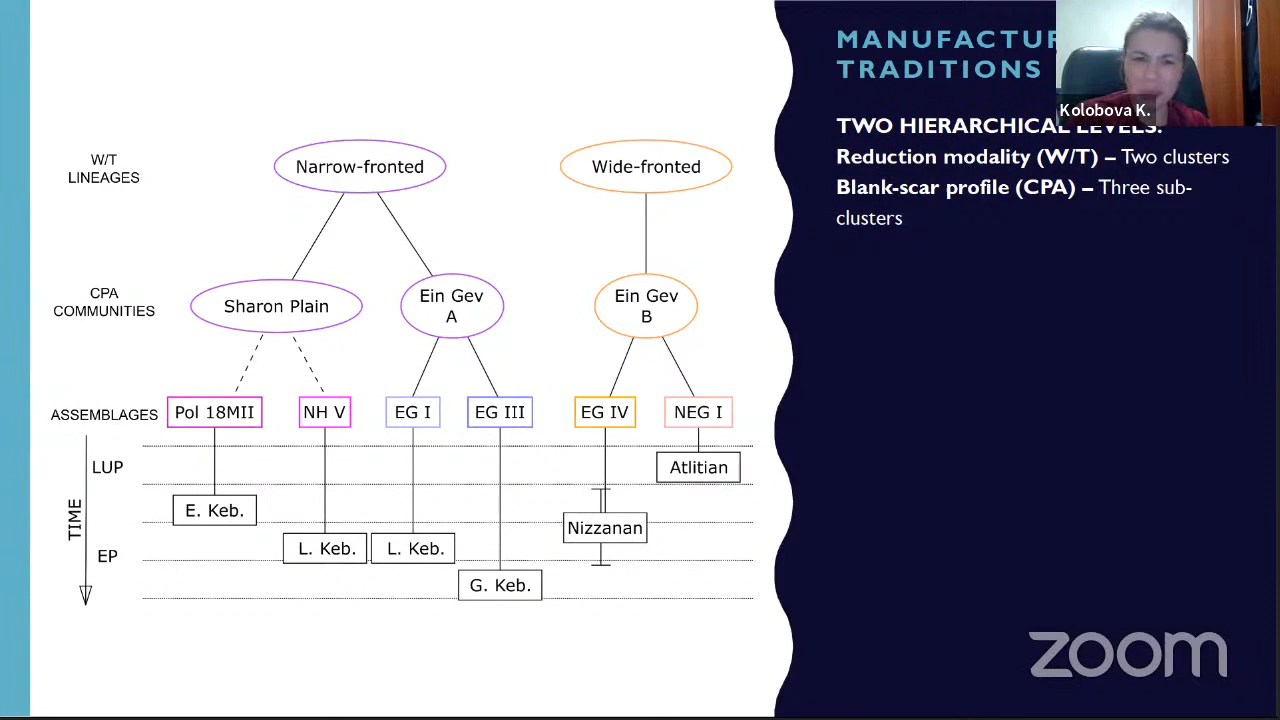 MANUFACTUR
TRADITIONS
Kolobova K.
TWO HIERARCHICAL LEVELS:
Reduction modality (W/T) – Two clusters
Blank-scar profile (CPA) – Three sub-
clusters
W/T
LINEAGES
Narrow-fronted
Wide-fronted
CPA
COMMUNITIES
Sharon Plain
Ein Gev
A
Ein Gev
B
ASSEMBLAGES
Pol 18MII
NH V
EG I
EG III
EG IV
NEG I
TIME
LUP
EP
Atlitian
E. Keb.
Nizzanan
L. Keb.
L. Keb.
G. Keb.
zoom